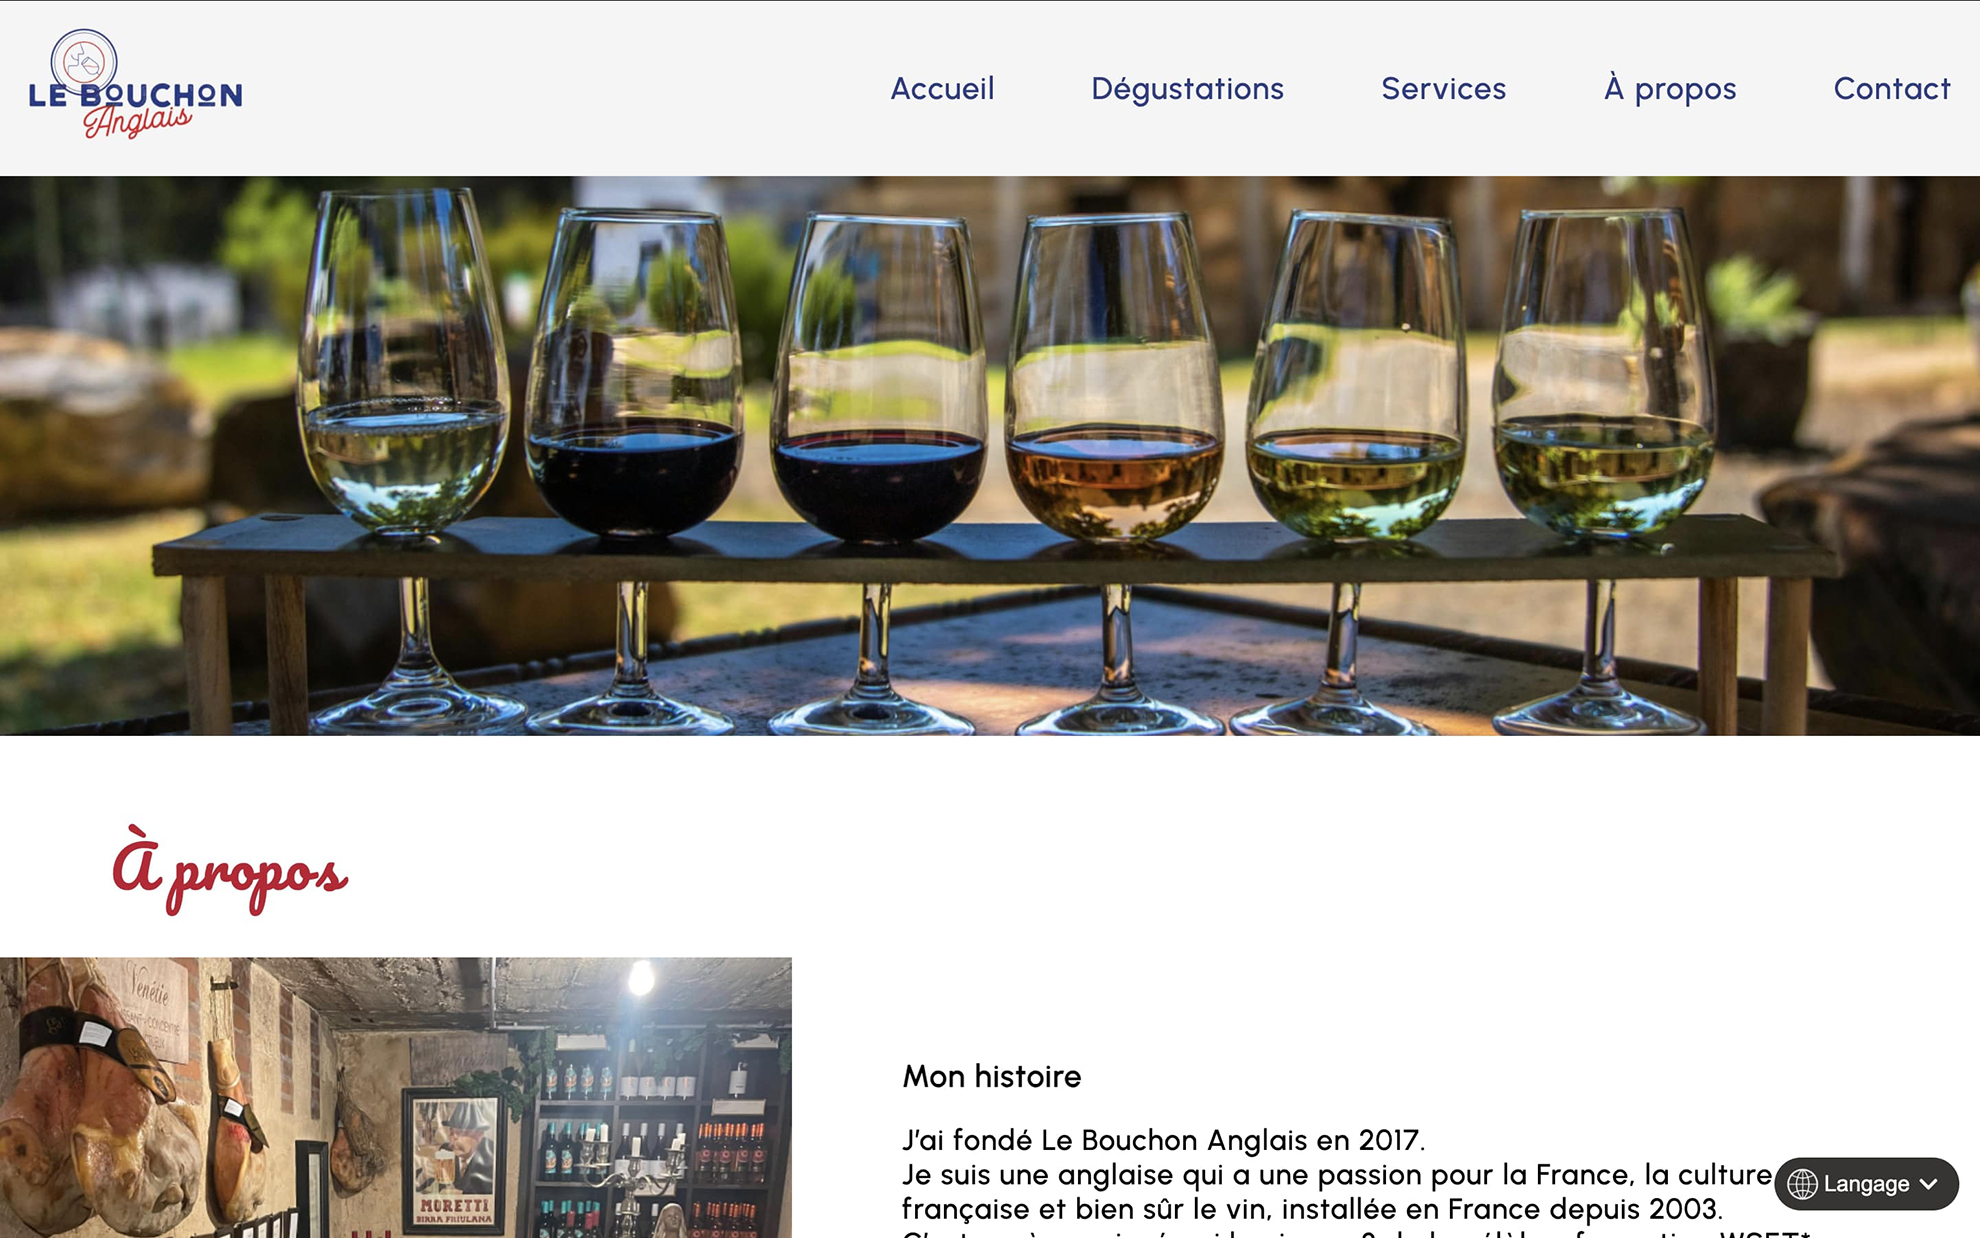 LE BOUCHON
Anglais
Accueil
Dégustations
Services
À propos
Contact
À propos
Venétie
MORETTI
BIRRA FRIULANA
Mon histoire
J'ai fondé Le Bouchon Anglais en 2017.
Je suis une anglaise qui a une passion pour la France, la culture
française et bien sûr le vin, installée en France depuis 2003.
Langage